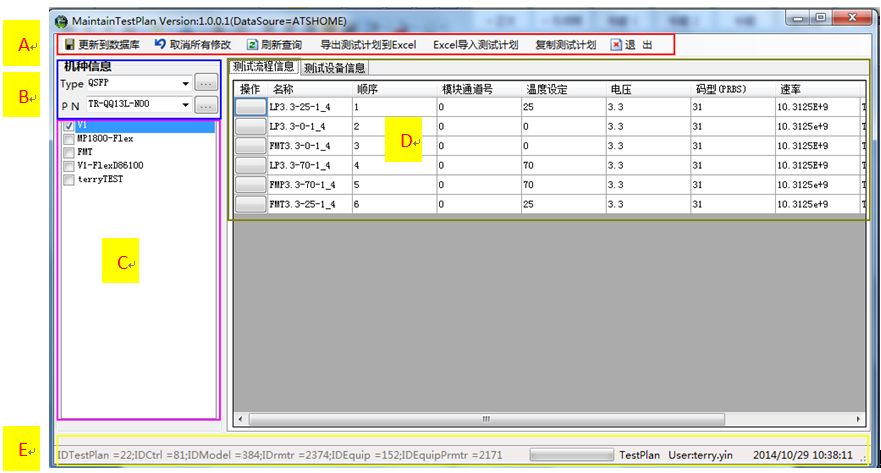 MaintainTestPlan Version:1.0.0.1(DataSoure=ATSHOME)
A
更新到数据库 取消所有修改 刷新查询 导出测试计划到Excel Excel导入测试计划 复制测试计划 退 出
B
机种信息
Type QSFP ...
P N TR-QQ13L-N00 ...
C
V1
MP1800-Flex
FMT
V1-FlexD86100
terryTEST
测试流程信息 测试设备信息
D
操作 名称 顺序 模块通道号 温度设定 电压 码型(PRBS) 速率
LP3.3-25-1_4 1 0 25 3.3 31 10.3125E+9
LP3.3-0-1_4 2 0 0 3.3 31 10.3125e+9
FMT3.3-0-1_4 3 0 0 3.3 31 10.3125E+9
LP3.3-70-1_4 4 0 70 3.3 31 10.3125E+9
FMP3.3-70-1_4 5 0 70 3.3 31 10.3125e+9
FMT3.3-25-1_4 6 0 25 3.3 31 10.3125e+9
E
IDTestPlan =22;IDCtrl =81;IDModel =384;IDrmtr =2374;IDEquip =152;IDEquipPrmtr =2171 TestPlan User:terry.yin 2014/10/29 10:38:11